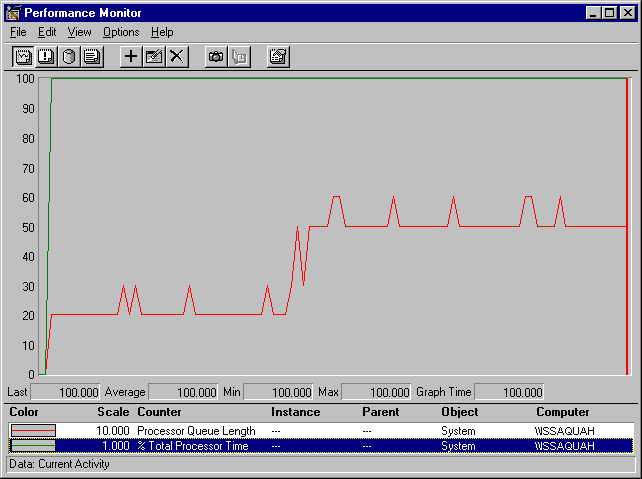 Performance Monitor
File Edit View Options Help
100
90
80
70
60
50
40
30
20
10
0
Last 100.000 Average 100.000 Min 100.000 Max 100.000 Graph Time 100.000
Color Scale Counter Instance Parent Object Computer
10.000 Processor Queue Length --- --- System \\ISSAQUAH
1.000 % Total Processor Time --- --- System \\ISSAQUAH
Data: Current Activity